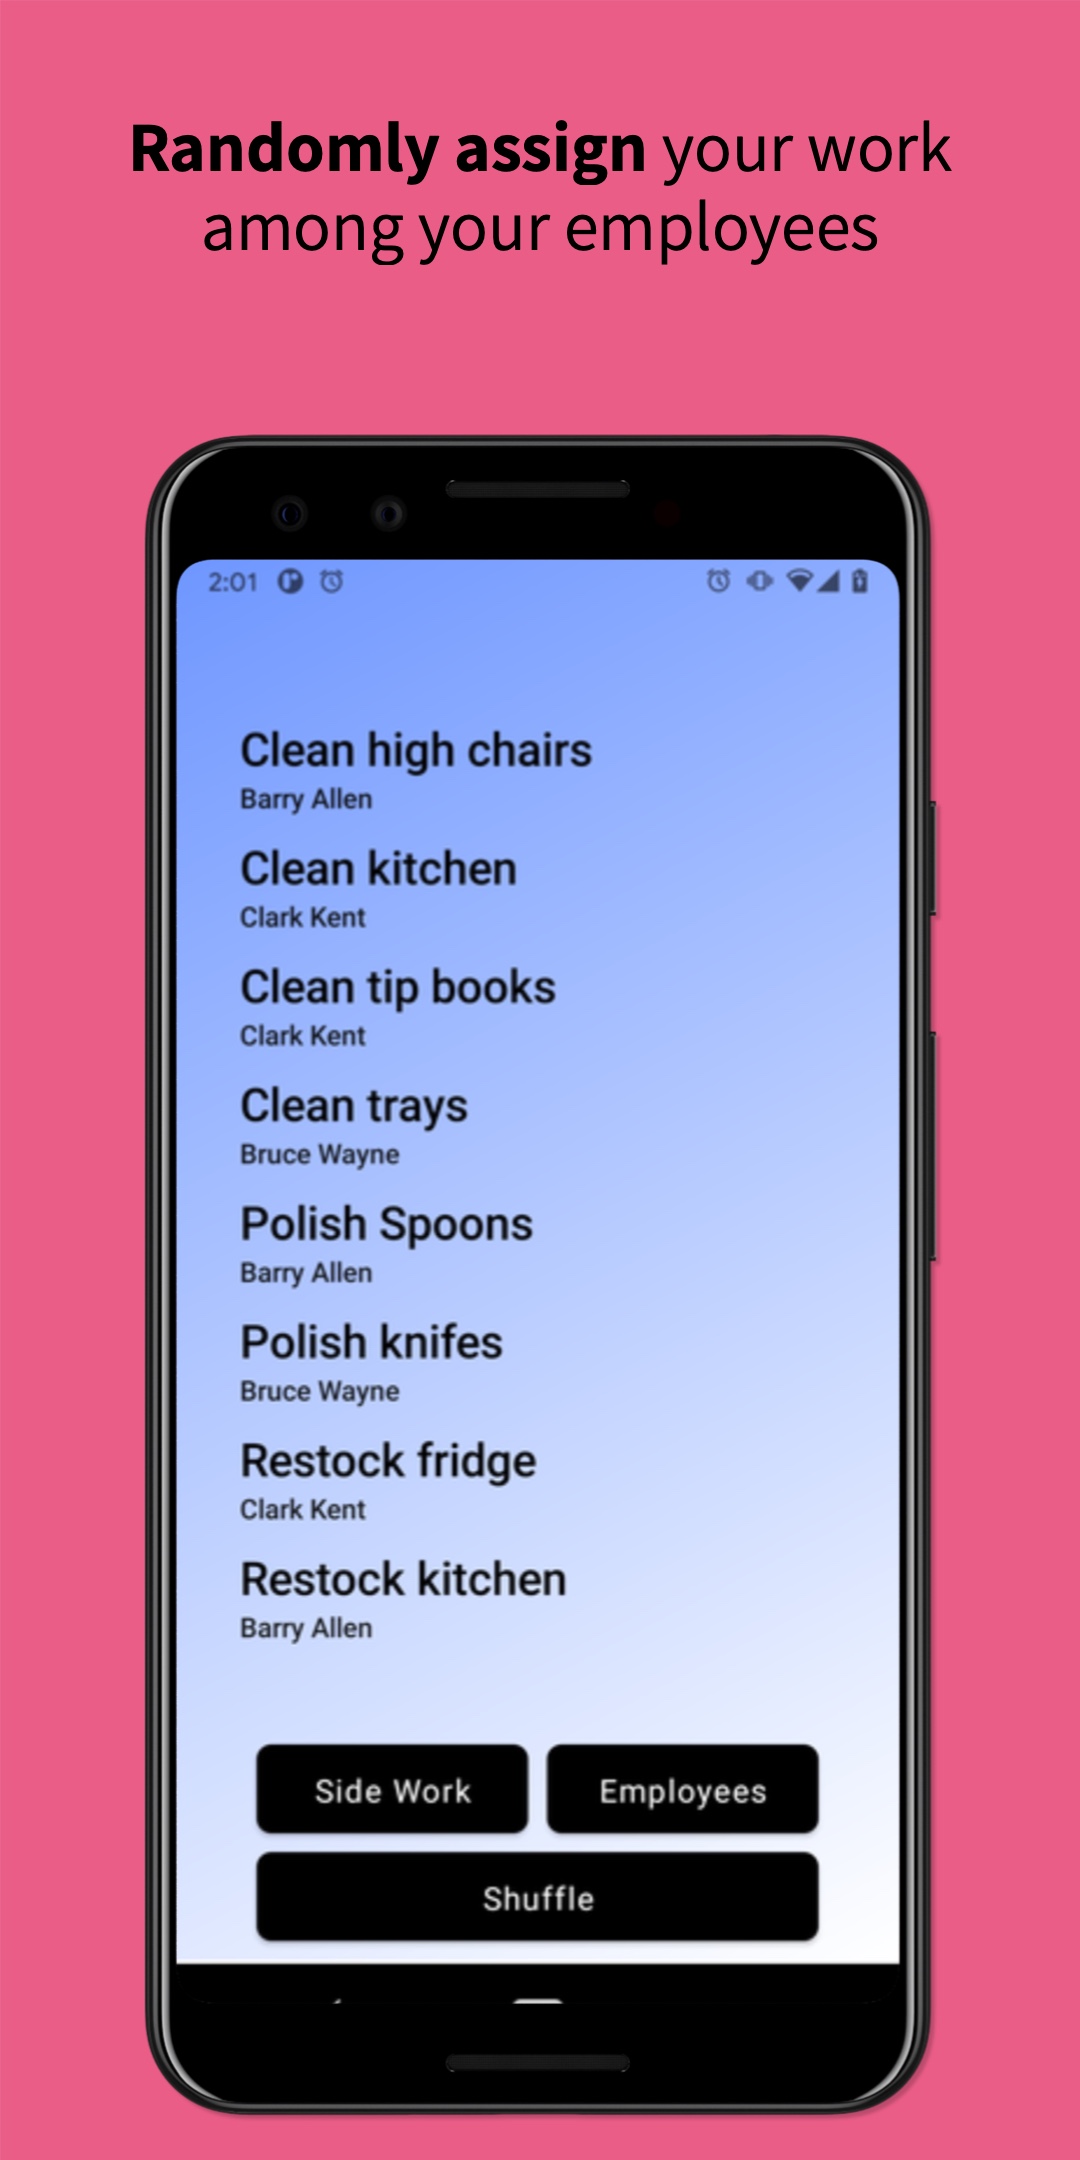 Randomly assign your work
among your employees
2:01
Clean high chairs
Barry Allen
Clean kitchen
Clark Kent
Clean tip books
Clark Kent
Clean trays
Bruce Wayne
Polish Spoons
Barry Allen
Polish knifes
Bruce Wayne
Restock fridge
Clark Kent
Restock kitchen
Barry Allen
Side Work
Employees
Shuffle